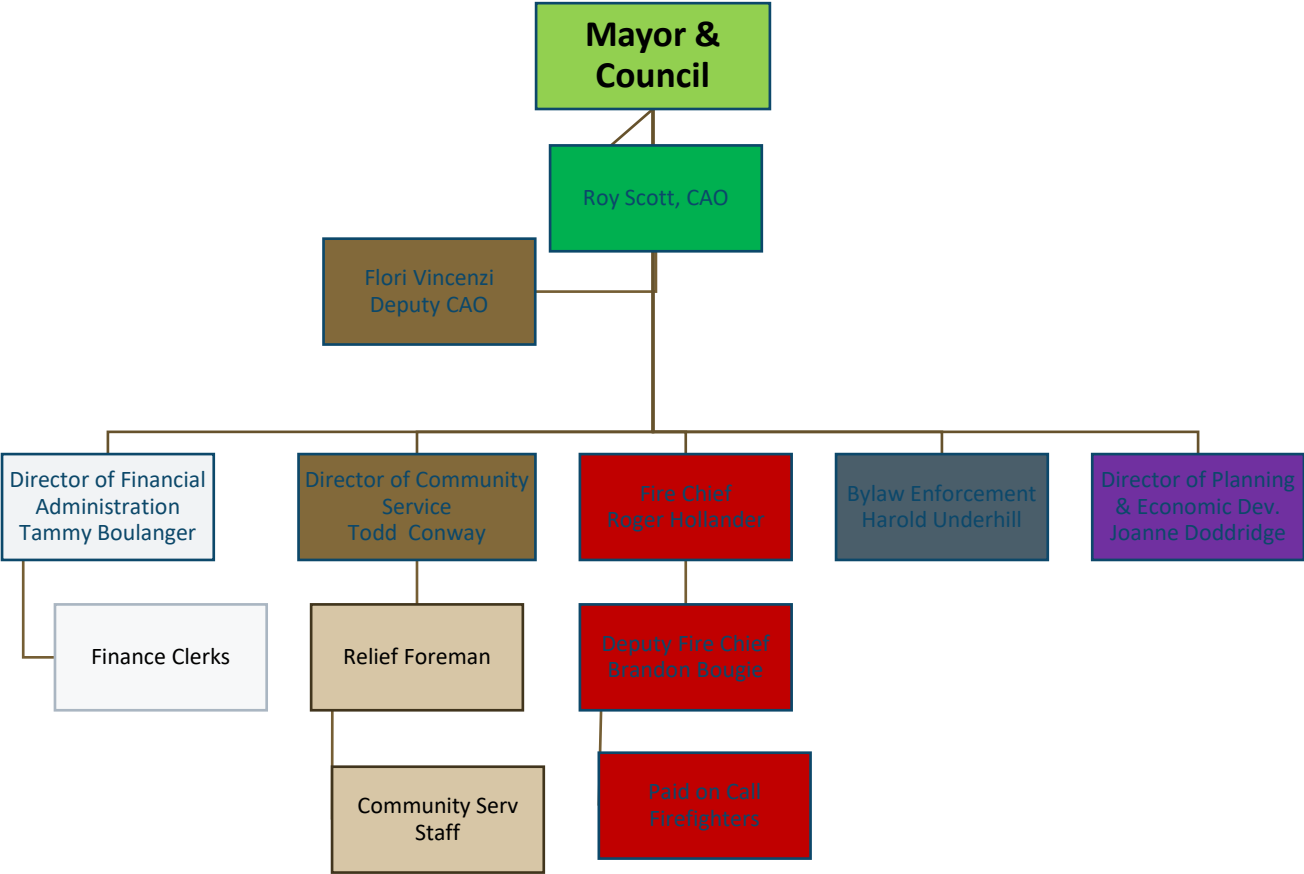 Mayor &
Council
Roy Scott, CAO
Flori Vincenzi
Deputy CAO
Director of Financial
Administration
Tammy Boulanger
Director of Community
Service
Todd Conway
Fire Chief
Roger Hollander
Bylaw Enforcement
Harold Underhill
Director of Planning
& Economic Dev.
Joanne Doddridge
Finance Clerks
Relief Foreman
Deputy Fire Chief
Brandon Bougie
Community Serv
Staff
Paid on Call
Firefighters